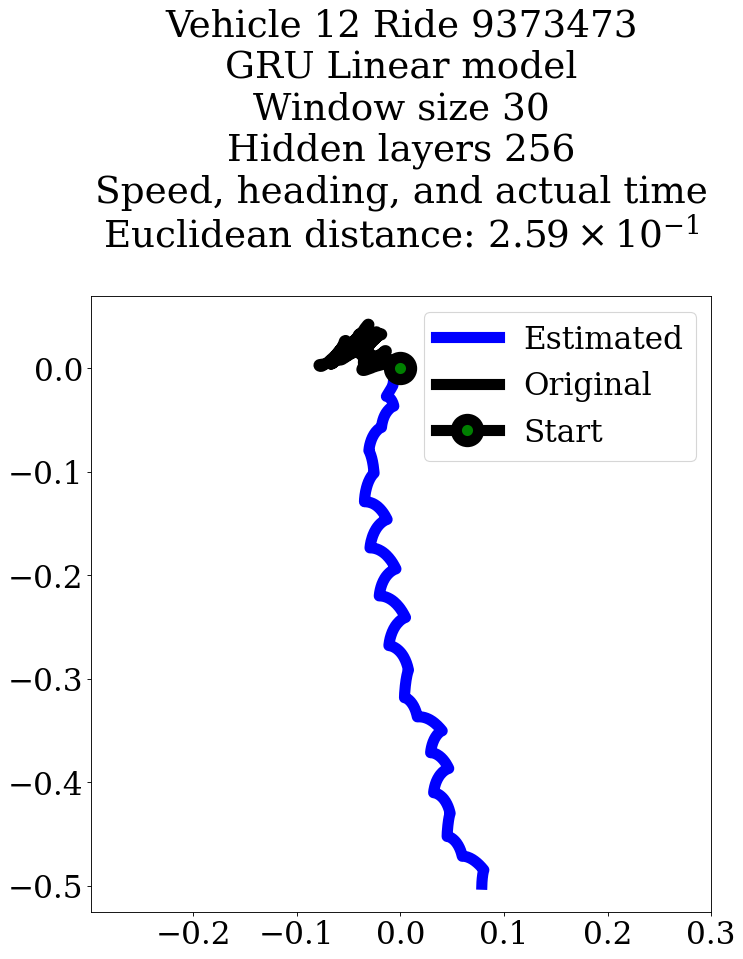 Vehicle 12 Ride 9373473
GRU Linear model
Window size 30
Hidden layers 256
Speed, heading, and actual time
Euclidean distance: 2.59 × 10⁻¹
Estimated
Original
Start
0.0
−0.1
−0.2
−0.3
−0.4
−0.5
−0.2 −0.1 0.0 0.1 0.2 0.3